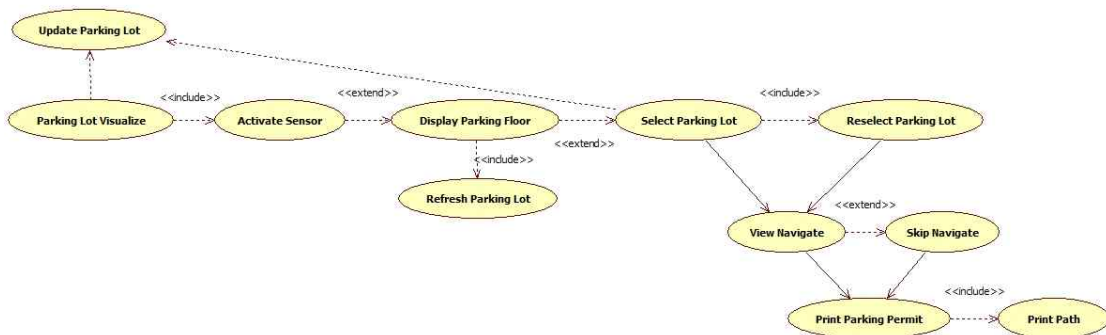 Update Parking Lot
Parking Lot Visualize
<<include>>
Activate Sensor
<<extend>>
Display Parking Floor
<<extend>>
Select Parking Lot
<<include>>
Reselect Parking Lot
<<include>>
Refresh Parking Lot
View Navigate
<<extend>>
Skip Navigate
Print Parking Permit
<<include>>
Print Path